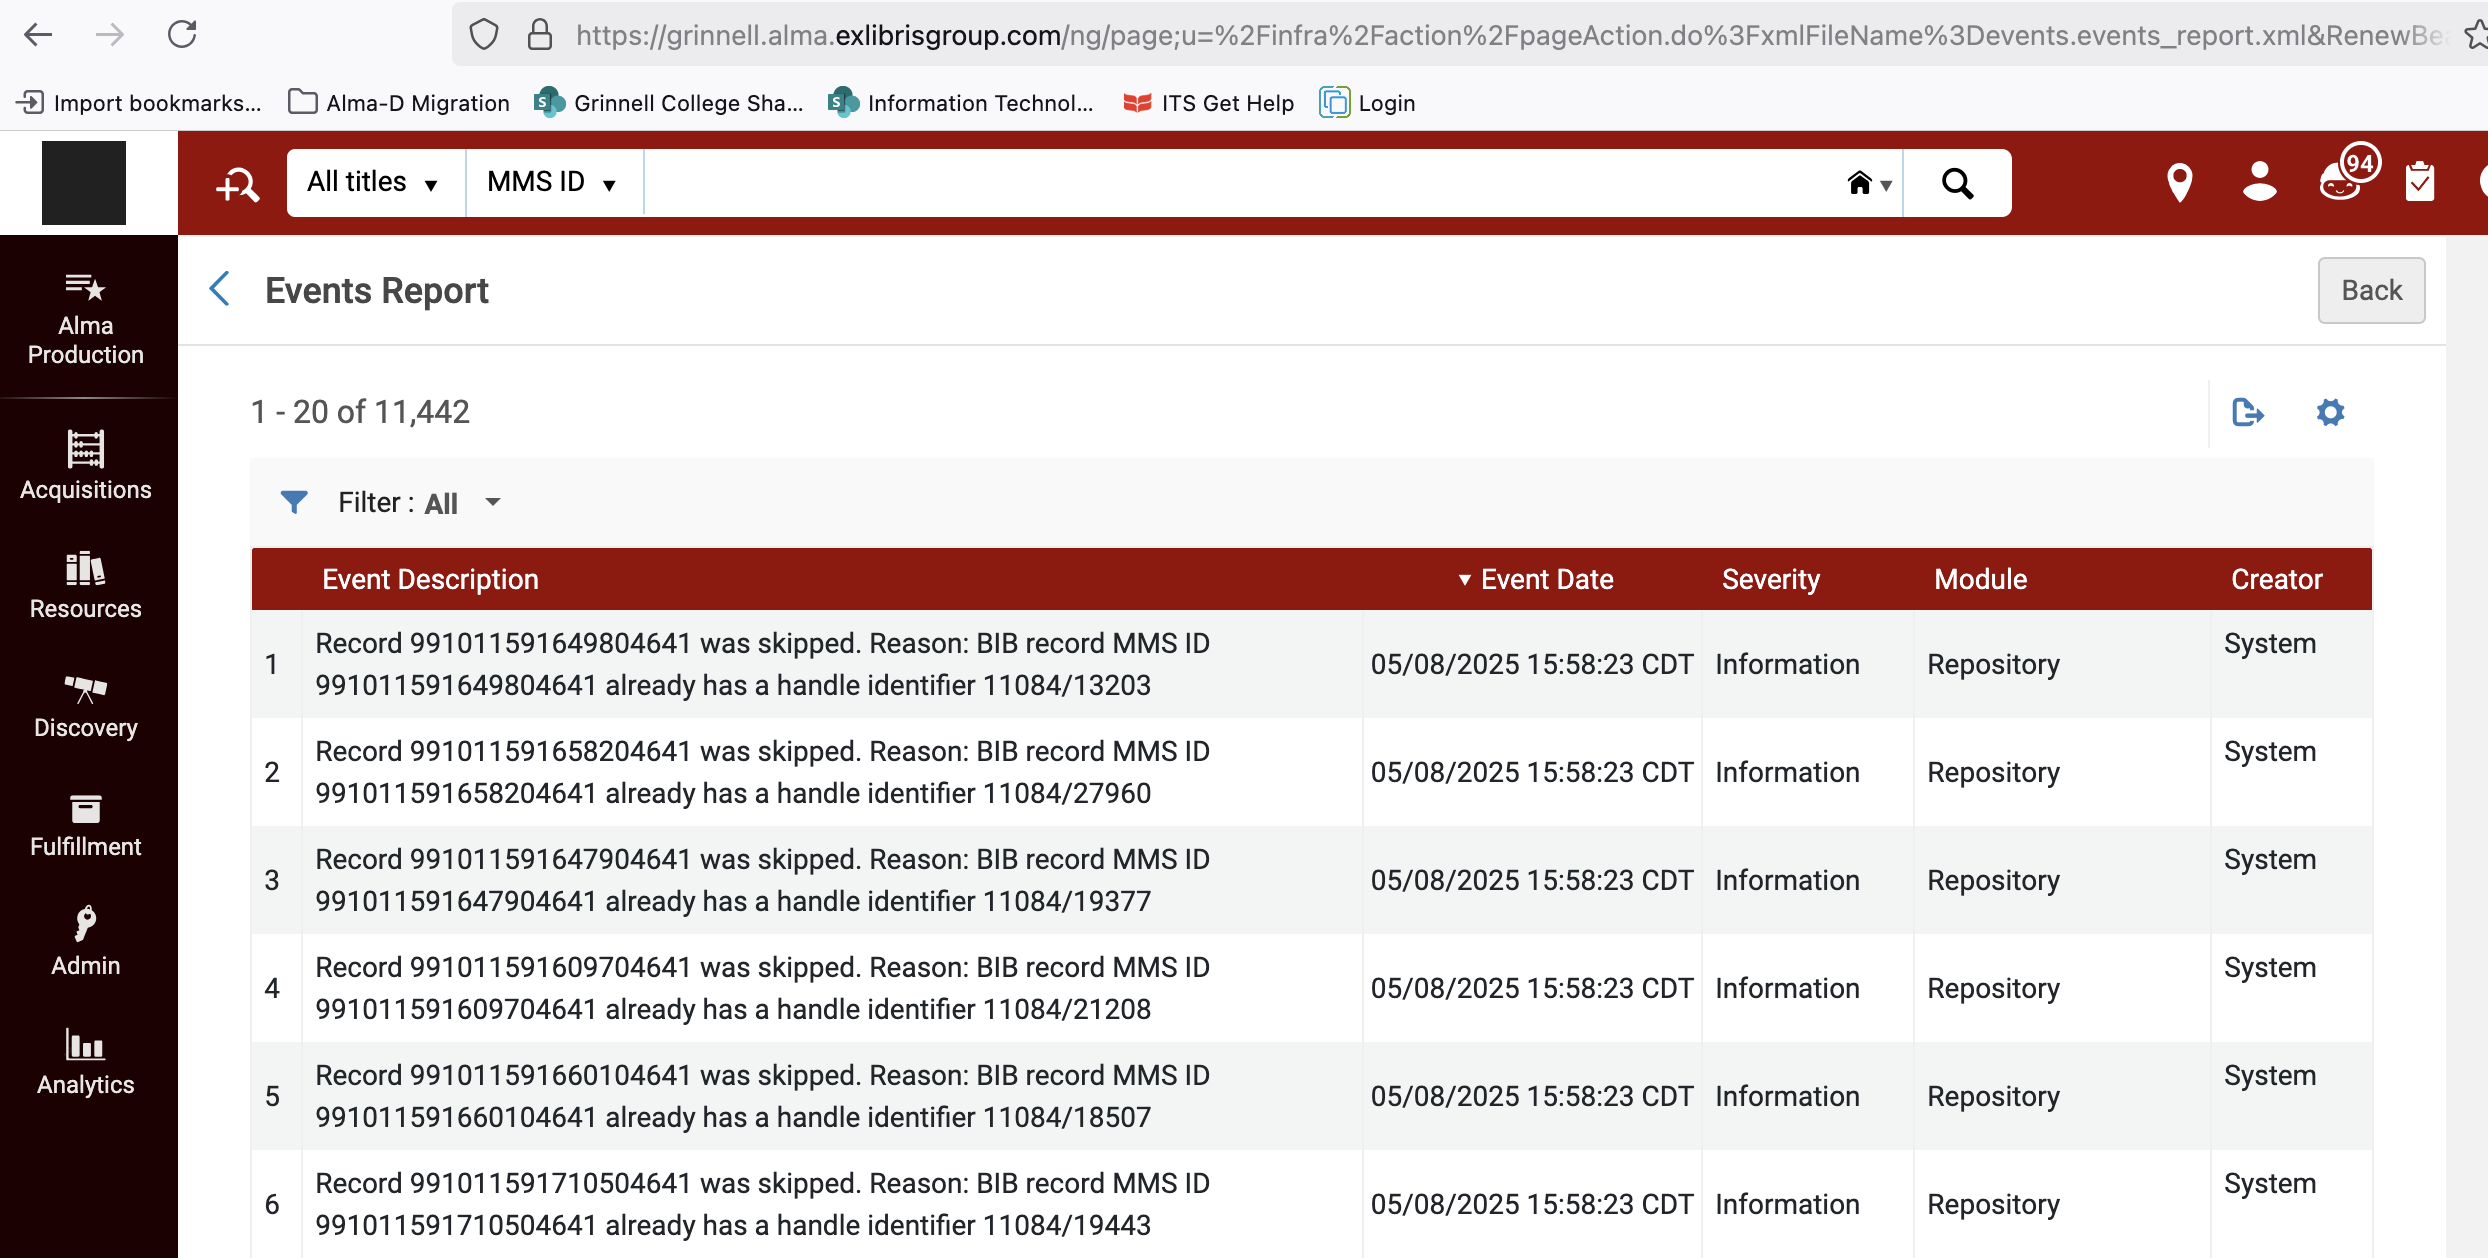 https://grinnell.alma.exlibrisgroup.com/ng/page;u=%2Finfra%2Faction%2FpageAction.do%3FxmlFileName%3Devents.events_report.xml&RenewBea
Import bookmarks...
Alma-D Migration
Grinnell College Sha...
Information Technol...
ITS Get Help
Login
All titles
MMS ID
94
Alma
Production
Acquisitions
Resources
Discovery
Fulfillment
Admin
Analytics
Events Report
Back
1 - 20 of 11,442
Filter : All
Event Description Event Date Severity Module Creator
1 Record 991011591649804641 was skipped. Reason: BIB record MMS ID
991011591649804641 already has a handle identifier 11084/13203
05/08/2025 15:58:23 CDT Information Repository System
2 Record 991011591658204641 was skipped. Reason: BIB record MMS ID
991011591658204641 already has a handle identifier 11084/27960
05/08/2025 15:58:23 CDT Information Repository System
3 Record 991011591647904641 was skipped. Reason: BIB record MMS ID
991011591647904641 already has a handle identifier 11084/19377
05/08/2025 15:58:23 CDT Information Repository System
4 Record 991011591609704641 was skipped. Reason: BIB record MMS ID
991011591609704641 already has a handle identifier 11084/21208
05/08/2025 15:58:23 CDT Information Repository System
5 Record 991011591660104641 was skipped. Reason: BIB record MMS ID
991011591660104641 already has a handle identifier 11084/18507
05/08/2025 15:58:23 CDT Information Repository System
6 Record 991011591710504641 was skipped. Reason: BIB record MMS ID
991011591710504641 already has a handle identifier 11084/19443
05/08/2025 15:58:23 CDT Information Repository System